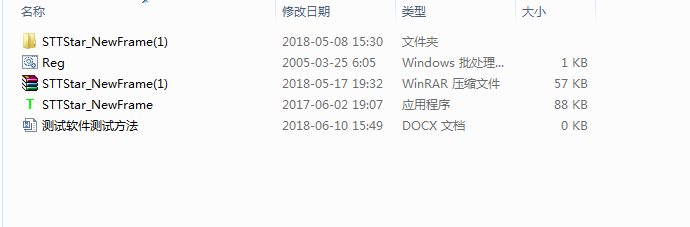 名称 修改日期 类型 大小
STTStar_NewFrame(1) 2018-05-08 15:30 文件夹
Reg 2005-03-25 6:05 Windows 批处理... 1 KB
STTStar_NewFrame(1) 2018-05-17 19:32 WinRAR 压缩文件 57 KB
STTStar_NewFrame 2017-06-02 19:07 应用程序 88 KB
测试软件测试方法 2018-06-10 15:49 DOCX 文档 0 KB